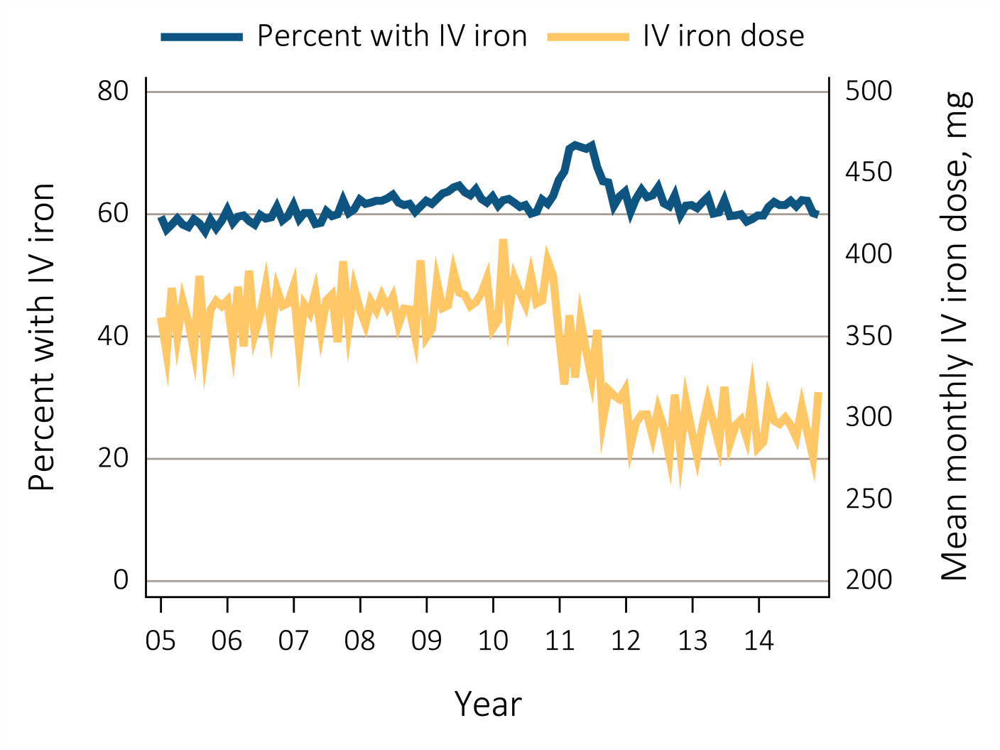 Percent with IV iron
IV iron dose
Percent with IV iron
80
60
40
20
0
500
450
400
350
300
250
200
Mean monthly IV iron dose, mg
05 06 07 08 09 10 11 12 13 14
Year